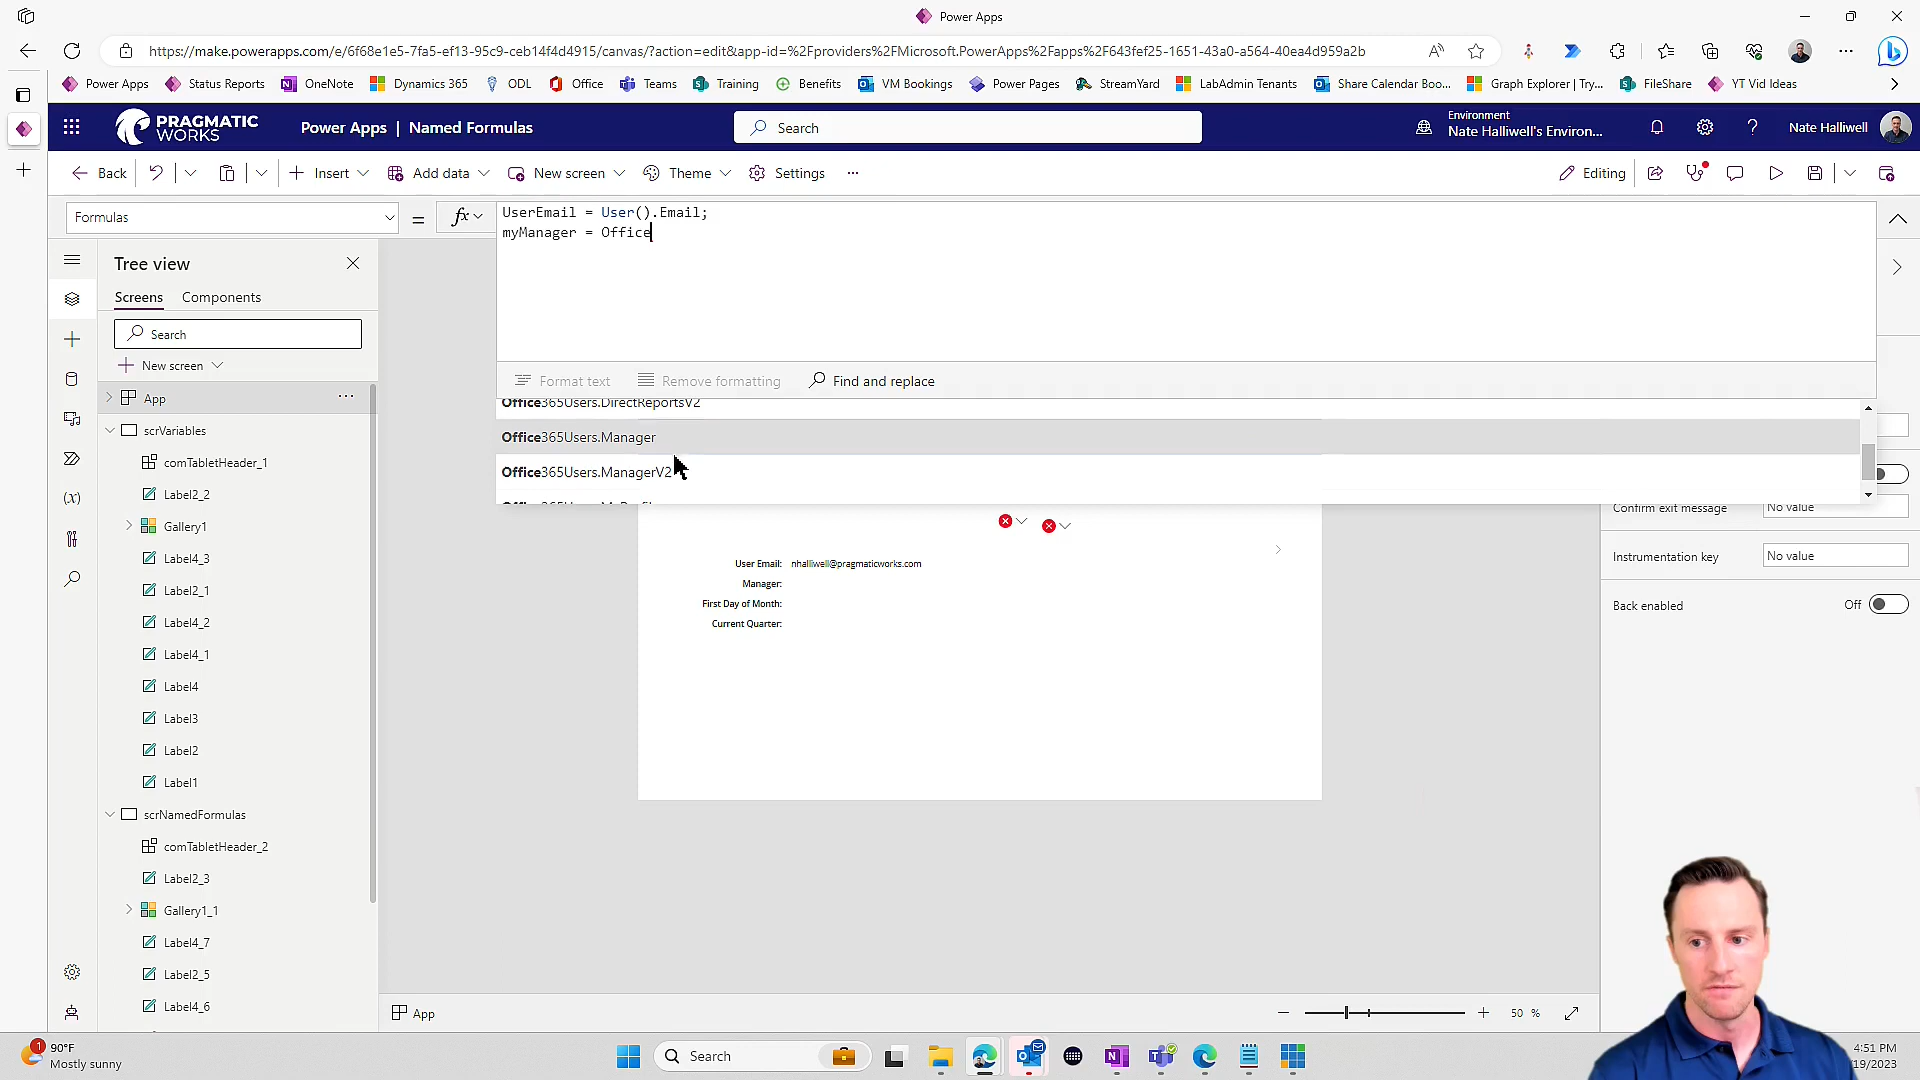 Power Apps
https://make.powerapps.com/e/6f68e1e5-7fa5-ef13-95c9-ceb14f4d4915/canvas/?action=edit&app-id=%2Fproviders%2FMicrosoft.PowerApps%2Fapps%2F643fef25-1651-43a0-a564-40ea4d959a2b
Power Apps Status Reports OneNote Dynamics 365 ODL Office Teams Training Benefits VM Bookings Power Pages StreamYard LabAdmin Tenants Share Calendar Boo... Graph Explorer | Try,... FileShare YT Vid Ideas
PRAGMATIC WORKS
Power Apps | Named Formulas
Search
Environment
Nate Halliwell's Environ...
Nate Halliwell
Back Insert Add data New screen Theme Settings ... Editing
Formulas = fx
UserEmail = User().Email;
myManager = Office
Tree view
Screens Components
Search
New screen
Format text Remove formatting Find and replace
App ...
Office365Users.DirectReportsV2
Office365Users.Manager
Office365Users.ManagerV2
scrVariables
comTabletHeader_1
Label2_2
Gallery1
Label4_3
Label2_1
Label4_2
Label4_1
Label4
Label3
Label2
Label1
scrNamedFormulas
comTabletHeader_2
Label2_3
Gallery1_1
Label4_7
Label2_5
Label4_6
User Email: nhalliwell@pragmaticworks.com
Manager:
First Day of Month:
Current Quarter:
Confirm exit message No value
Instrumentation key No value
Back enabled Off
App
50 %
1
90°F
Mostly sunny
Search
4:51 PM
/19/2023